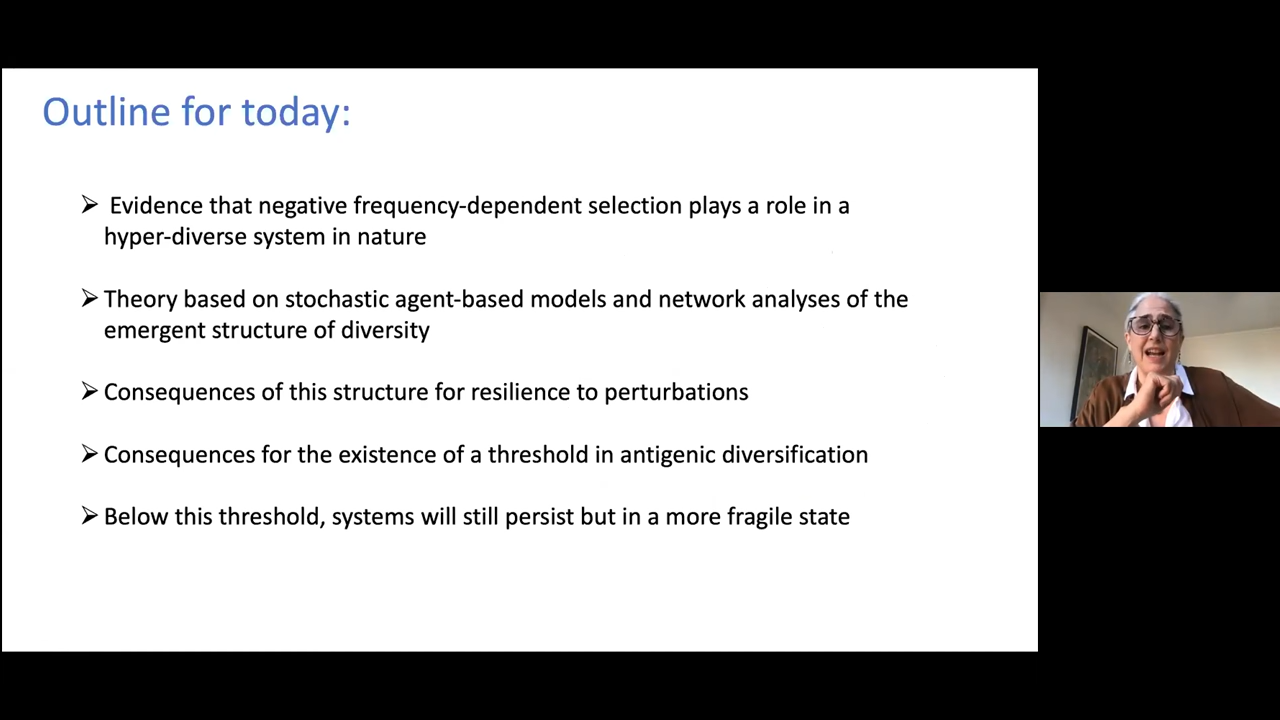 Outline for today:
➢ Evidence that negative frequency-dependent selection plays a role in a
hyper-diverse system in nature
➢ Theory based on stochastic agent-based models and network analyses of the
emergent structure of diversity
➢ Consequences of this structure for resilience to perturbations
➢ Consequences for the existence of a threshold in antigenic diversification
➢ Below this threshold, systems will still persist but in a more fragile state